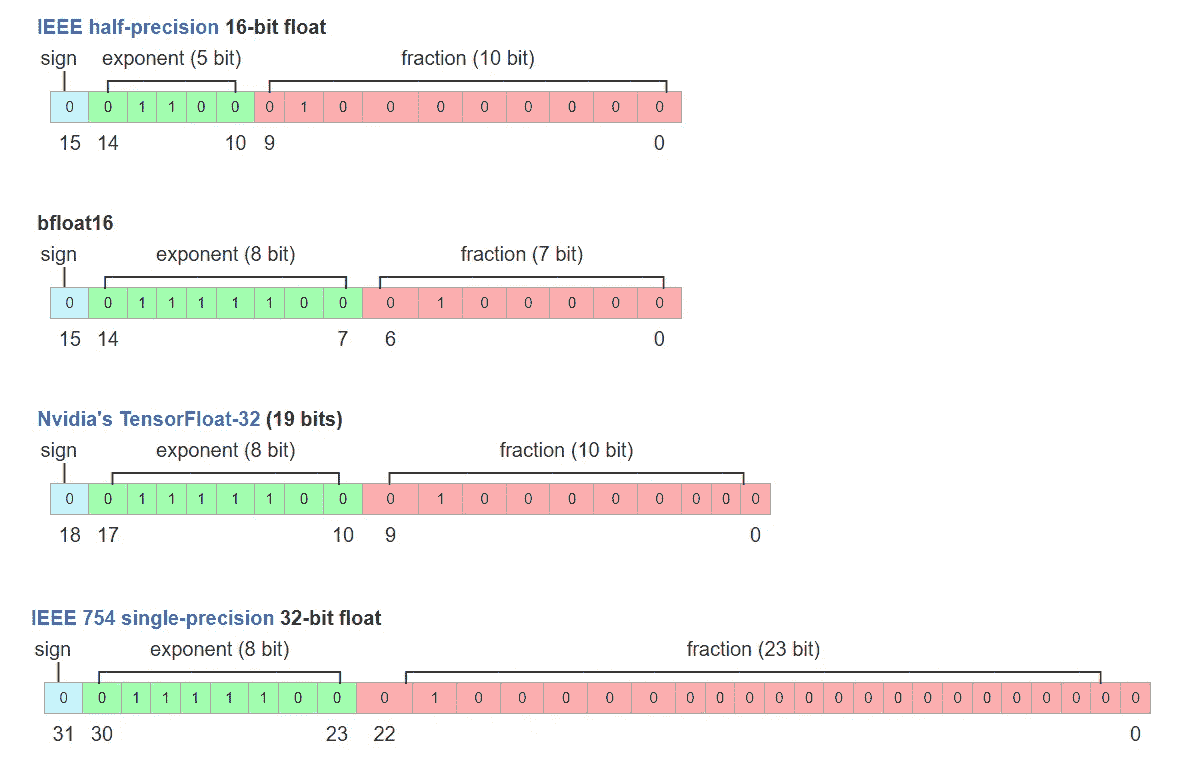 IEEE half-precision 16-bit float
sign exponent (5 bit) fraction (10 bit)
0 0 1 1 0 0 0 1 0 0 0 0 0 0 0 0
15 14 10 9 0
bfloat16
sign exponent (8 bit) fraction (7 bit)
0 0 1 1 1 1 1 0 0 0 1 0 0 0 0 0
15 14 7 6 0
Nvidia's TensorFloat-32 (19 bits)
sign exponent (8 bit) fraction (10 bit)
0 0 1 1 1 1 1 0 0 0 1 0 0 0 0 0 0 0 0
18 17 10 9 0
IEEE 754 single-precision 32-bit float
sign exponent (8 bit) fraction (23 bit)
0 0 1 1 1 1 1 0 0 0 1 0 0 0 0 0 0 0 0 0 0 0 0 0 0 0 0 0 0 0 0 0
31 30 23 22 0